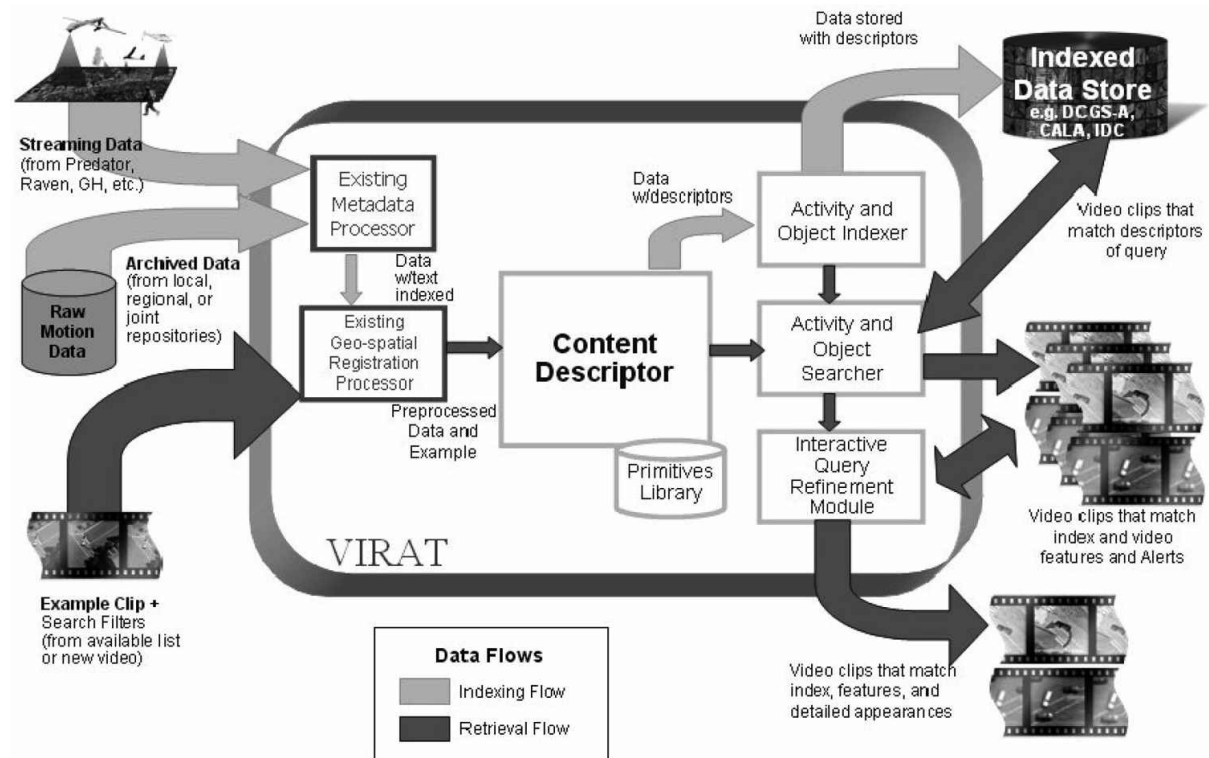 Data stored
with descriptors
Indexed
Data Store
e.g. DCGS-A,
CALA, IDC
Streaming Data
(from Predator,
Raven, GH, etc.)
Existing
Metadata
Processor
Data
w/descriptors
Activity and
Object Indexer
Video clips that
match descriptors
of query
Archived Data
(from local,
regional, or
joint
repositories)
Raw
Motion
Data
Data
w/text
indexed
Existing
Geo-spatial
Registration
Processor
Content
Descriptor
Activity and
Object
Searcher
Preprocessed
Data and
Example
Primitives
Library
Interactive
Query
Refinement
Module
Video clips that match
index and video
features and Alerts
VIRAT
Example Clip +
Search Filters
(from available list
or new video)
Data Flows
Indexing Flow
Retrieval Flow
Video clips that match
index, features, and
detailed appearances